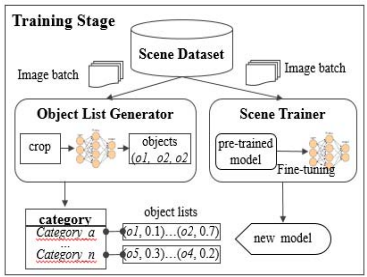 Training Stage
Scene Dataset
Image batch
Image batch
Object List Generator
Scene Trainer
crop
objects
(o1, o2, o2
pre-trained
model
Fine-tuning
category
object lists
Category a
(o1, 0.1)…(o2, 0.7)
...
Category n
(o5, 0.3)…(o4, 0.2)
new model